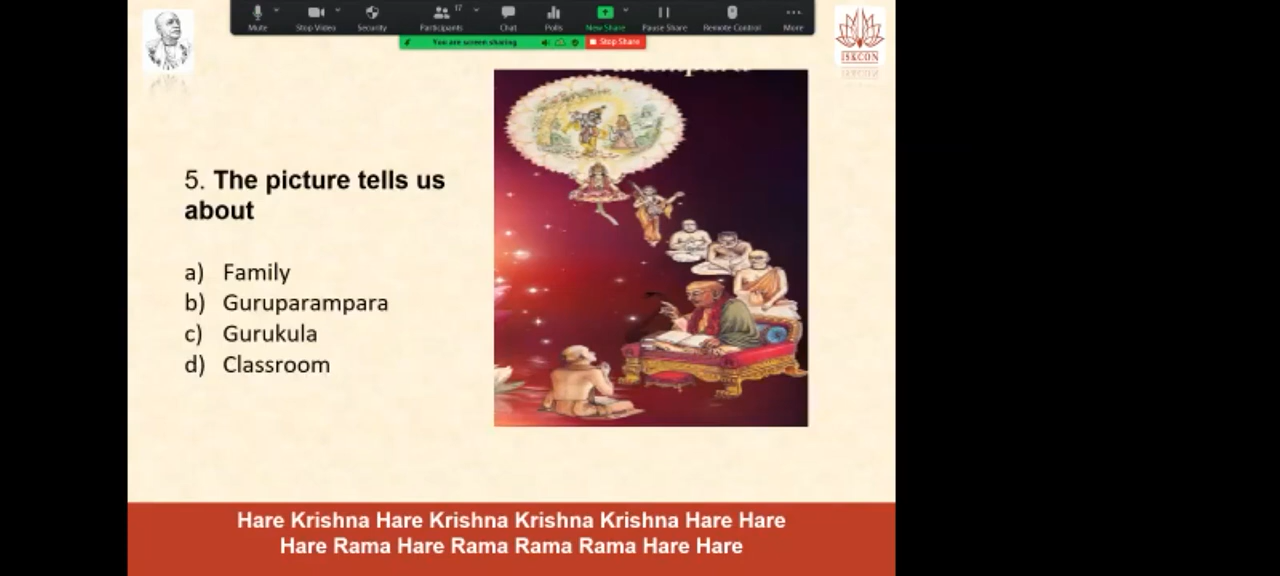 Mute
Stop Video
Security
Participants
17
Chat
Polls
New Share
Pause Share
Remote Control
More
You are screen sharing
Stop Share
ISKCON
5. The picture tells us
about
a) Family
b) Guruparampara
c) Gurukula
d) Classroom
Hare Krishna Hare Krishna Krishna Krishna Hare Hare
Hare Rama Hare Rama Rama Rama Hare Hare